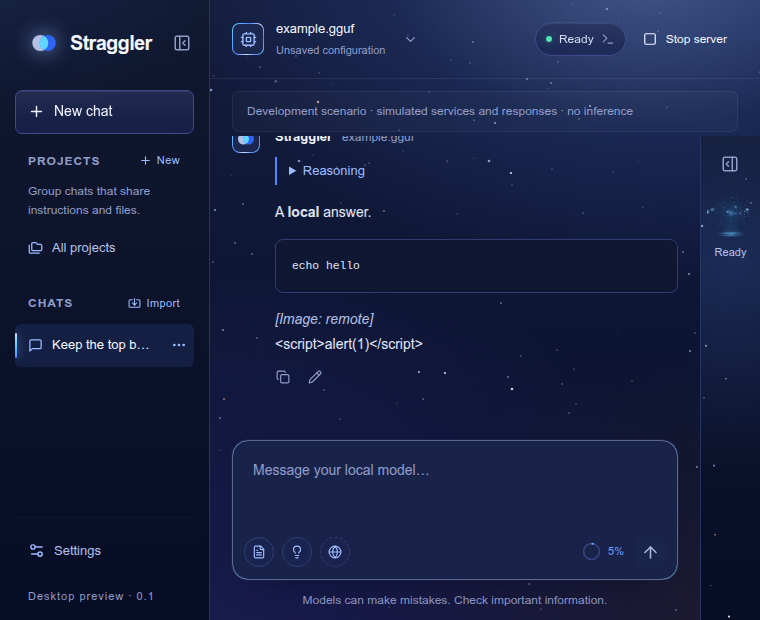 Straggler
example.gguf
Unsaved configuration
Ready
Stop server
New chat
PROJECTS
New
Group chats that share
instructions and files.
All projects
CHATS
Import
Keep the top b…
Settings
Desktop preview · 0.1
Development scenario · simulated services and responses · no inference
Straggler example.gguf
Reasoning
A local answer.
echo hello
[Image: remote]
<script>alert(1)</script>
Ready
Message your local model…
5%
Models can make mistakes. Check important information.